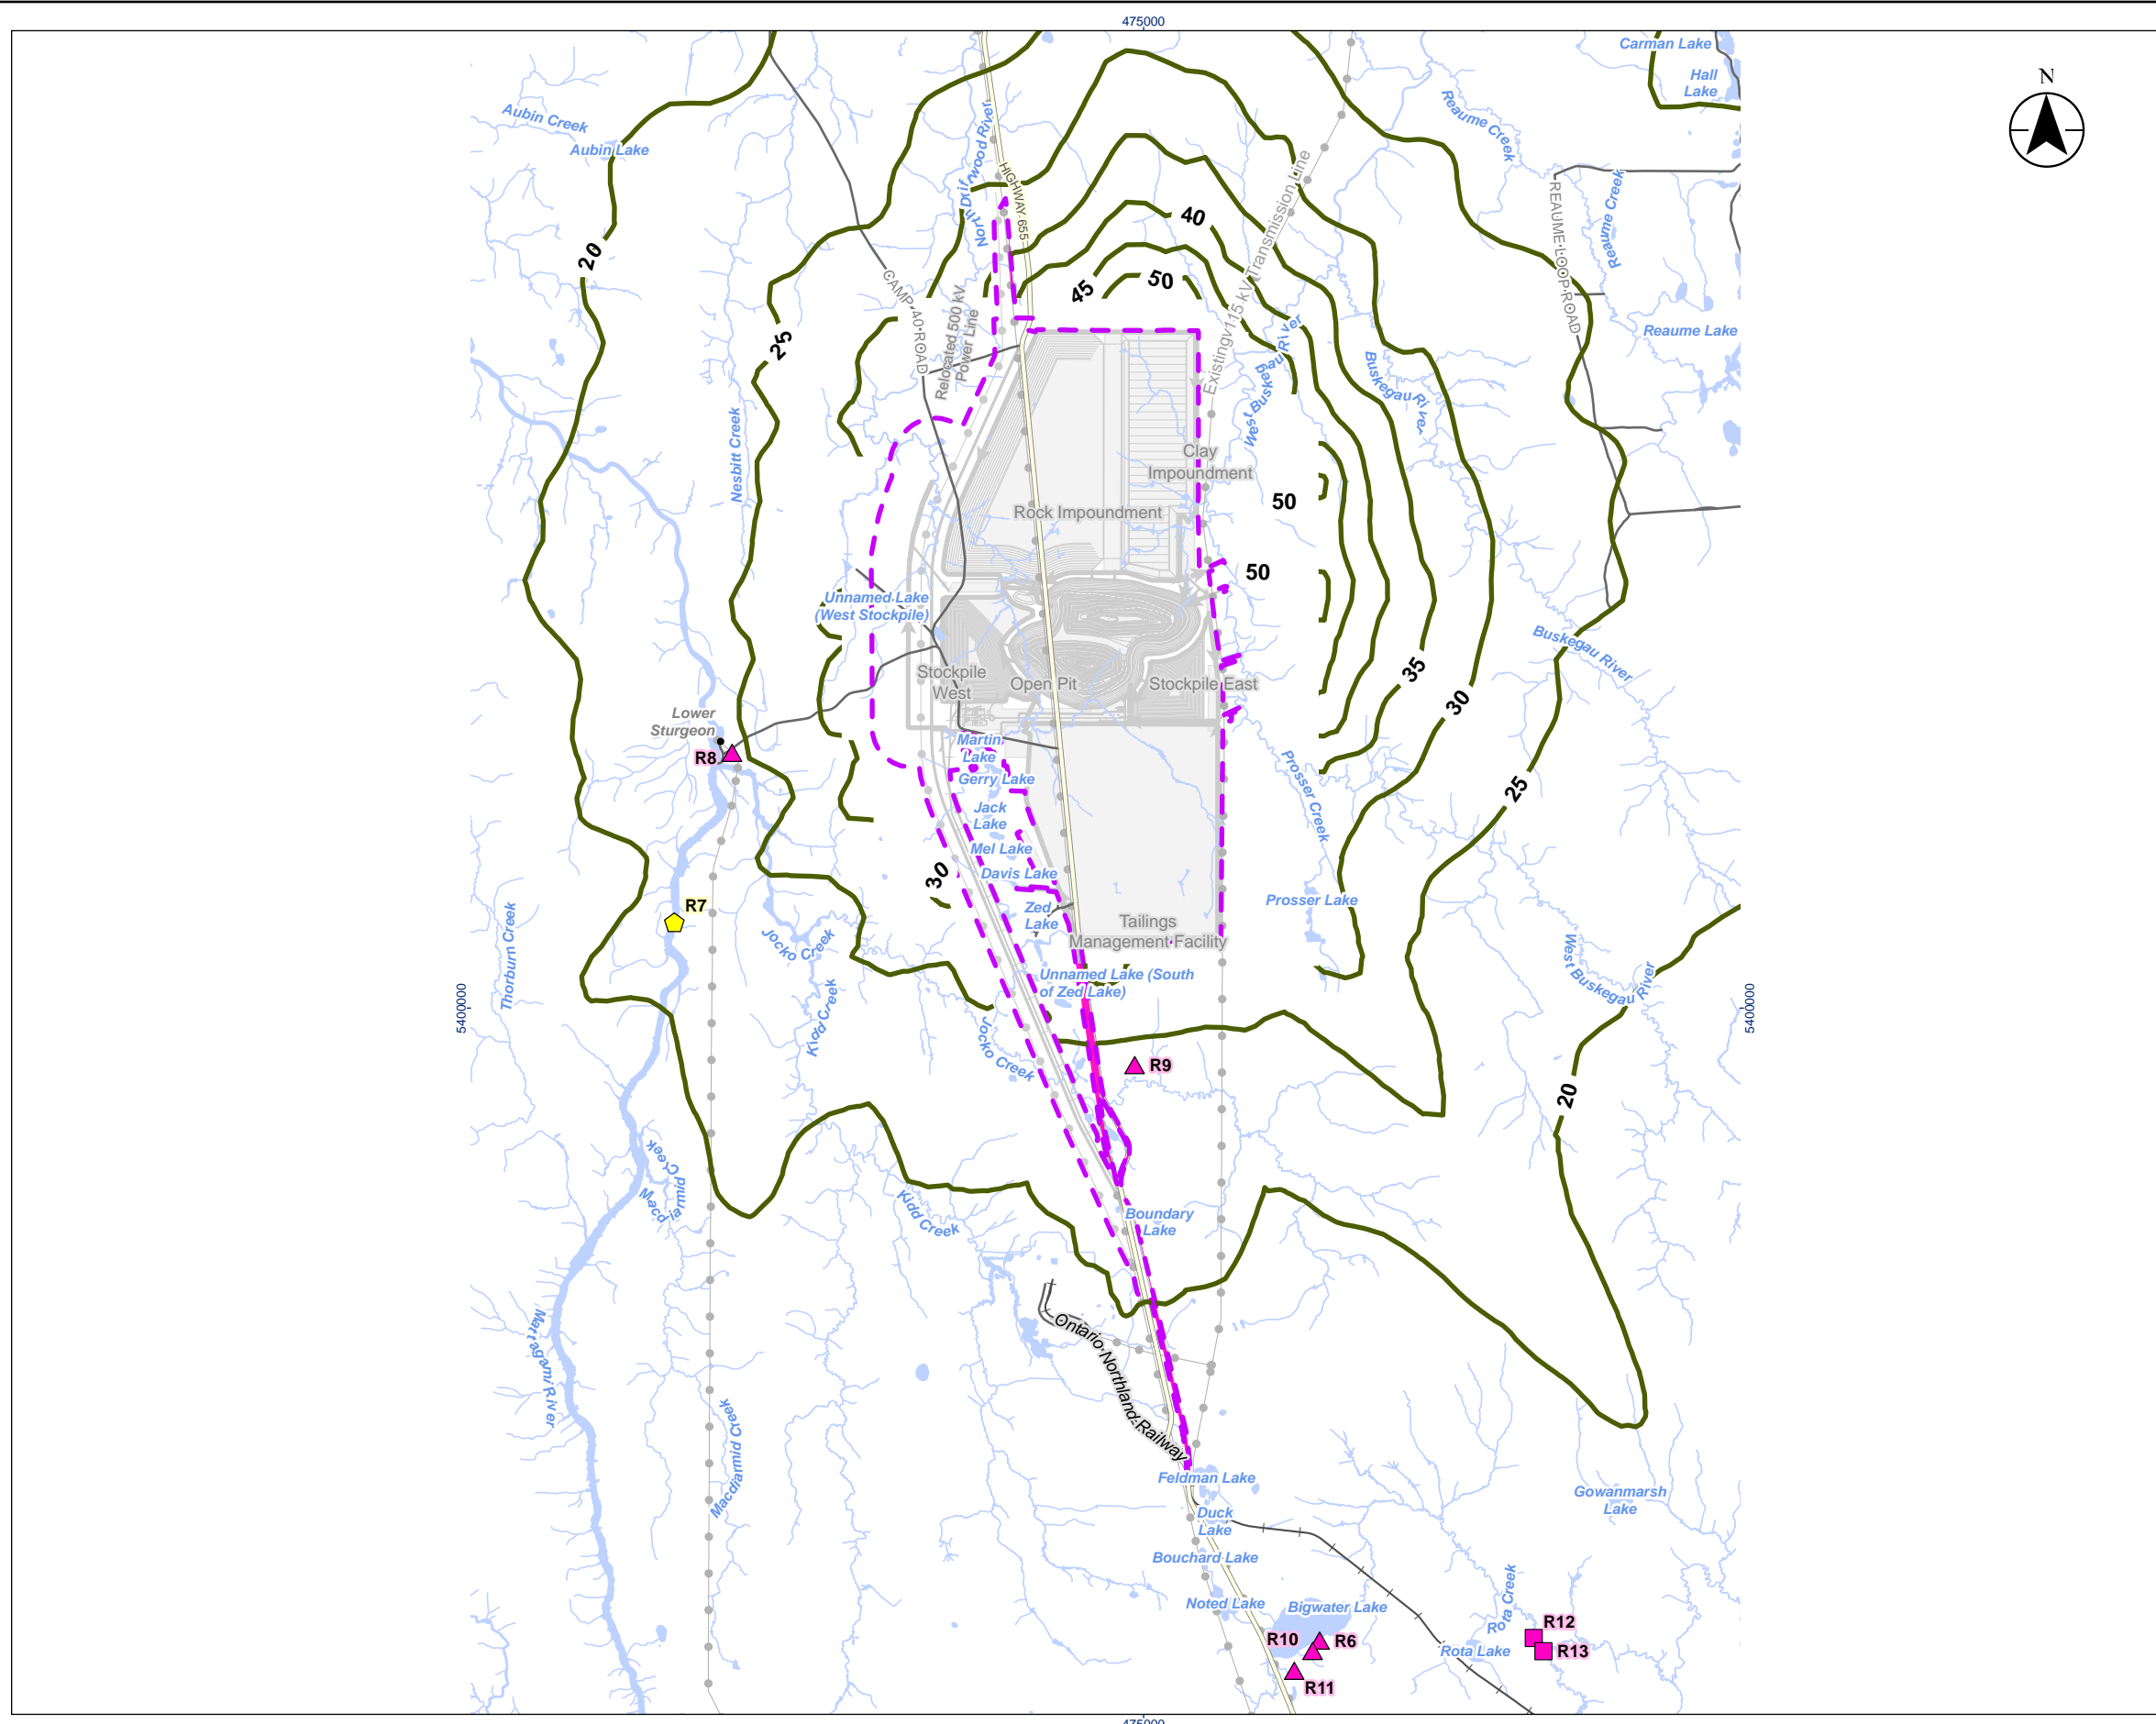 475000
Carman Lake
Hall
Lake
N
Aubin Creek
Aubin Lake
Reaume Creek
North Driftwood River
HIGHWAY 655
Existing 115 kV Transmission Line
REAUME LOOP ROAD
Reaume Creek
40
20
45
50
CAMP 40 ROAD
Relocated 500 kV
Power Line
25
West Buskegau River
Buskegau River
Reaume Lake
Nesbitt Creek
Clay
Impoundment
50
Rock Impoundment
50
Unnamed Lake
(West Stockpile)
Buskegau River
Stockpile
West
Open Pit
Stockpile East
35
30
Lower
Sturgeon
R8
Martin
Lake
Gerry Lake
Prosser Creek
25
Jack
Lake
Mel Lake
30
Davis Lake
R7
Zed
Lake
Prosser Lake
Tailings
Management Facility
Thorburn Creek
Jocko Creek
West Buskegau River
Unnamed Lake (South
of Zed Lake)
5400000
5400000
Kidd Creek
Jocko Creek
R9
20
Macdiarmid Creek
Kidd Creek
Boundary
Lake
Mattagami River
Ontario Northland Railway
Macdiarmid Creek
Feldman Lake
Gowanmarsh
Lake
Duck
Lake
Bouchard Lake
Noted Lake
Bigwater Lake
Rota Creek
R12
R10
R6
Rota Lake
R13
R11
475000